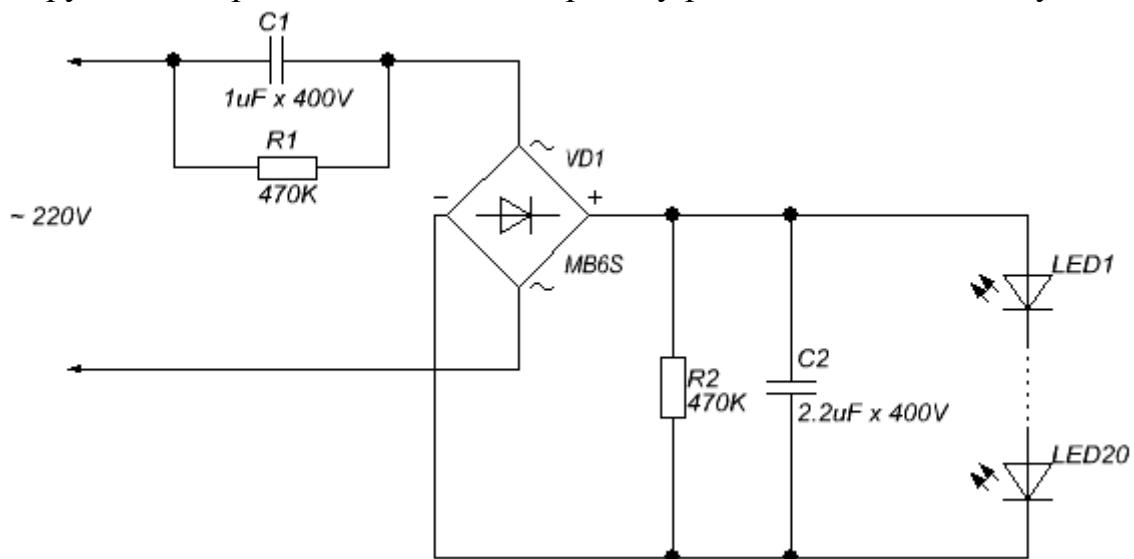 C1
1uF x 400V
R1
470K
~ 220V
VD1
MB6S
− +
R2
470K
C2
2.2uF x 400V
LED1
LED20